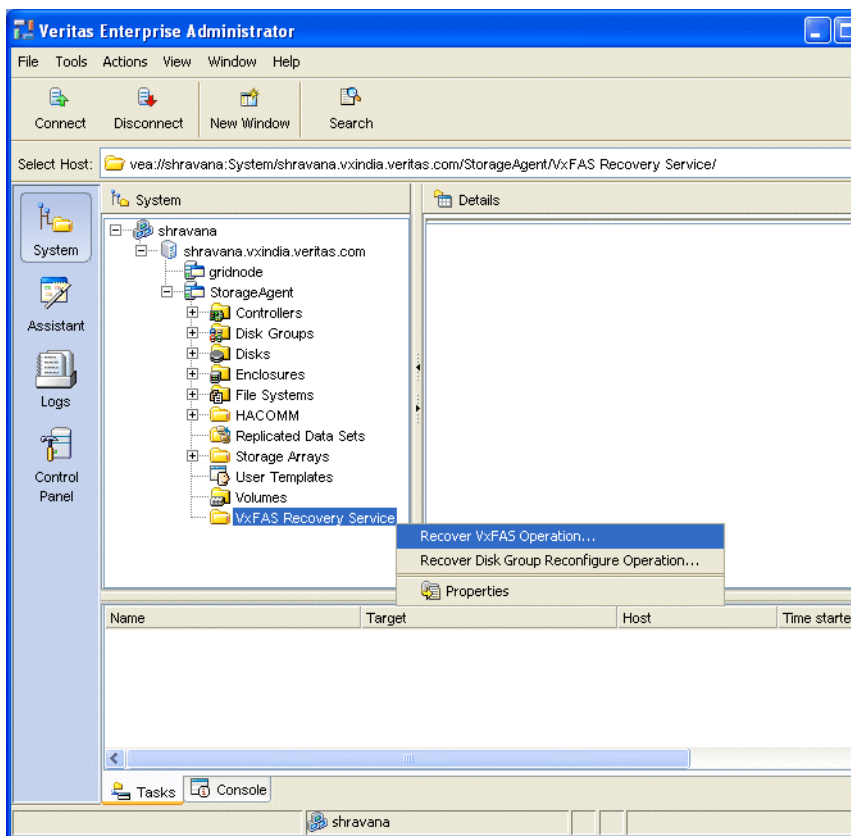 Veritas Enterprise Administrator
File Tools Actions View Window Help
Connect Disconnect New Window Search
Select Host: vea://shravana:System/shravana.vxindia.veritas.com/StorageAgent/VxFAS Recovery Service/
System
Assistant
Logs
Control
Panel
System
shravana
shravana.vxindia.veritas.com
gridnode
StorageAgent
Controllers
Disk Groups
Disks
Enclosures
File Systems
HACOMM
Replicated Data Sets
Storage Arrays
User Templates
Volumes
VxFAS Recovery Service
Details
Recover VxFAS Operation...
Recover Disk Group Reconfigure Operation...
Properties
Name Target Host Time starte
Tasks Console
shravana